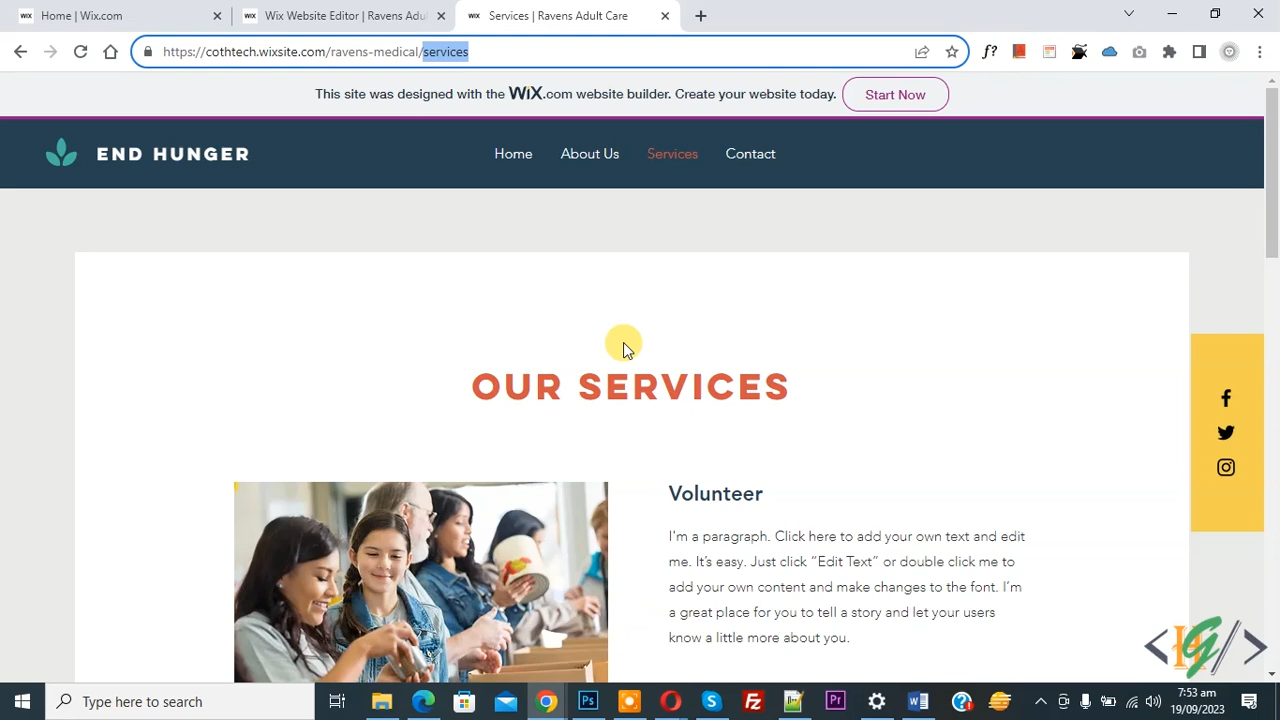 Home | Wix.com
Wix Website Editor | Ravens Adul
Services | Ravens Adult Care
https://cothtech.wixsite.com/ravens-medical/services
f?
This site was designed with the WiX.com website builder. Create your website today.
Start Now
END HUNGER
Home
About Us
Services
Contact
OUR SERVICES
Volunteer
I'm a paragraph. Click here to add your own text and edit
me. It's easy. Just click “Edit Text” or double click me to
add your own content and make changes to the font. I'm
a great place for you to tell a story and let your users
know a little more about you.
Type here to search
7:53 am
19/09/2023